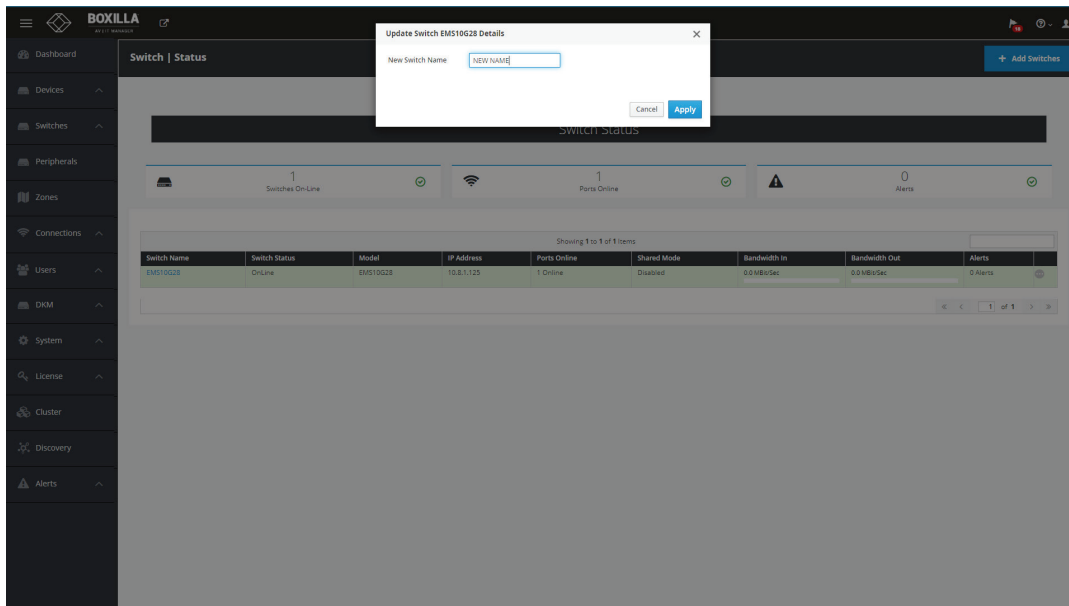 BOXILLA
AV/IT MANAGER
10
Dashboard
Devices
Switches
Peripherals
Zones
Connections
Users
DKM
System
License
Cluster
Discovery
Alerts
Switch | Status
+ Add Switches
Update Switch EMS10G28 Details
New Switch Name NEW NAME
Cancel Apply
Switch Status
1
Switches On-Line
1
Ports Online
0
Alerts
Showing 1 to 1 of 1 Items
Switch Name Switch Status Model IP Address Ports Online Shared Mode Bandwidth In Bandwidth Out Alerts
EMS10G28 OnLine EMS10G28 10.8.1.125 1 Online Disabled 0.0 MBit/Sec 0.0 MBit/Sec 0 Alerts
1 of 1